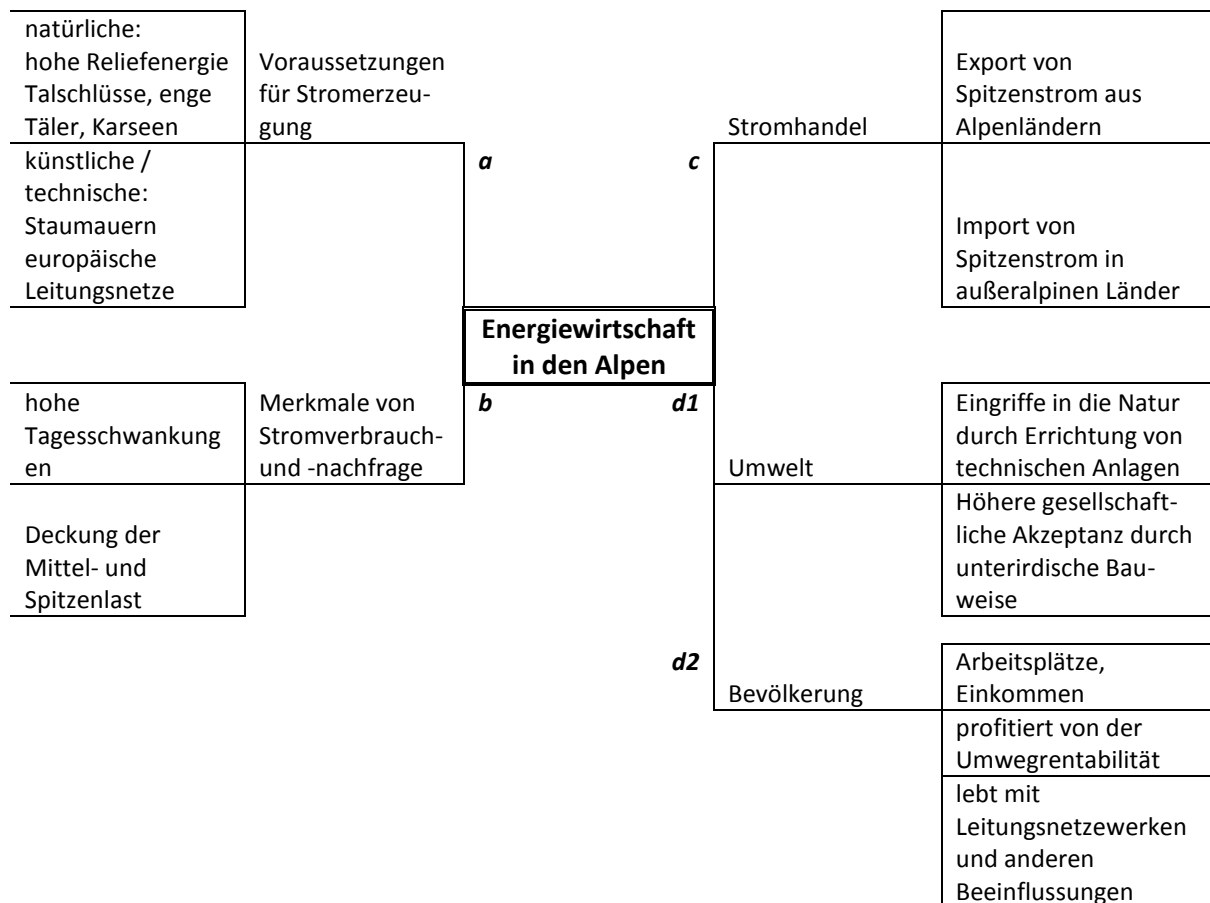 natürliche:
hohe Reliefenergie
Talschlüsse, enge
Täler, Karseen
Voraussetzungen
für Stromerzeu-
gung
künstliche /
technische:
Staumauern
europäische
Leitungsnetze
a
c
Stromhandel
Export von
Spitzenstrom aus
Alpenländern
Import von
Spitzenstrom in
außeralpinen Länder
Energiewirtschaft
in den Alpen
hohe
Tagesschwankung
en
Merkmale von
Stromverbrauch-
und -nachfrage
b
Deckung der
Mittel- und
Spitzenlast
d1
Umwelt
Eingriffe in die Natur
durch Errichtung von
technischen Anlagen
Höhere gesellschaft-
liche Akzeptanz durch
unterirdische Bau-
weise
d2
Bevölkerung
Arbeitsplätze,
Einkommen
profitiert von der
Umwegrentabilität
lebt mit
Leitungsnetzewerken
und anderen
Beeinflussungen